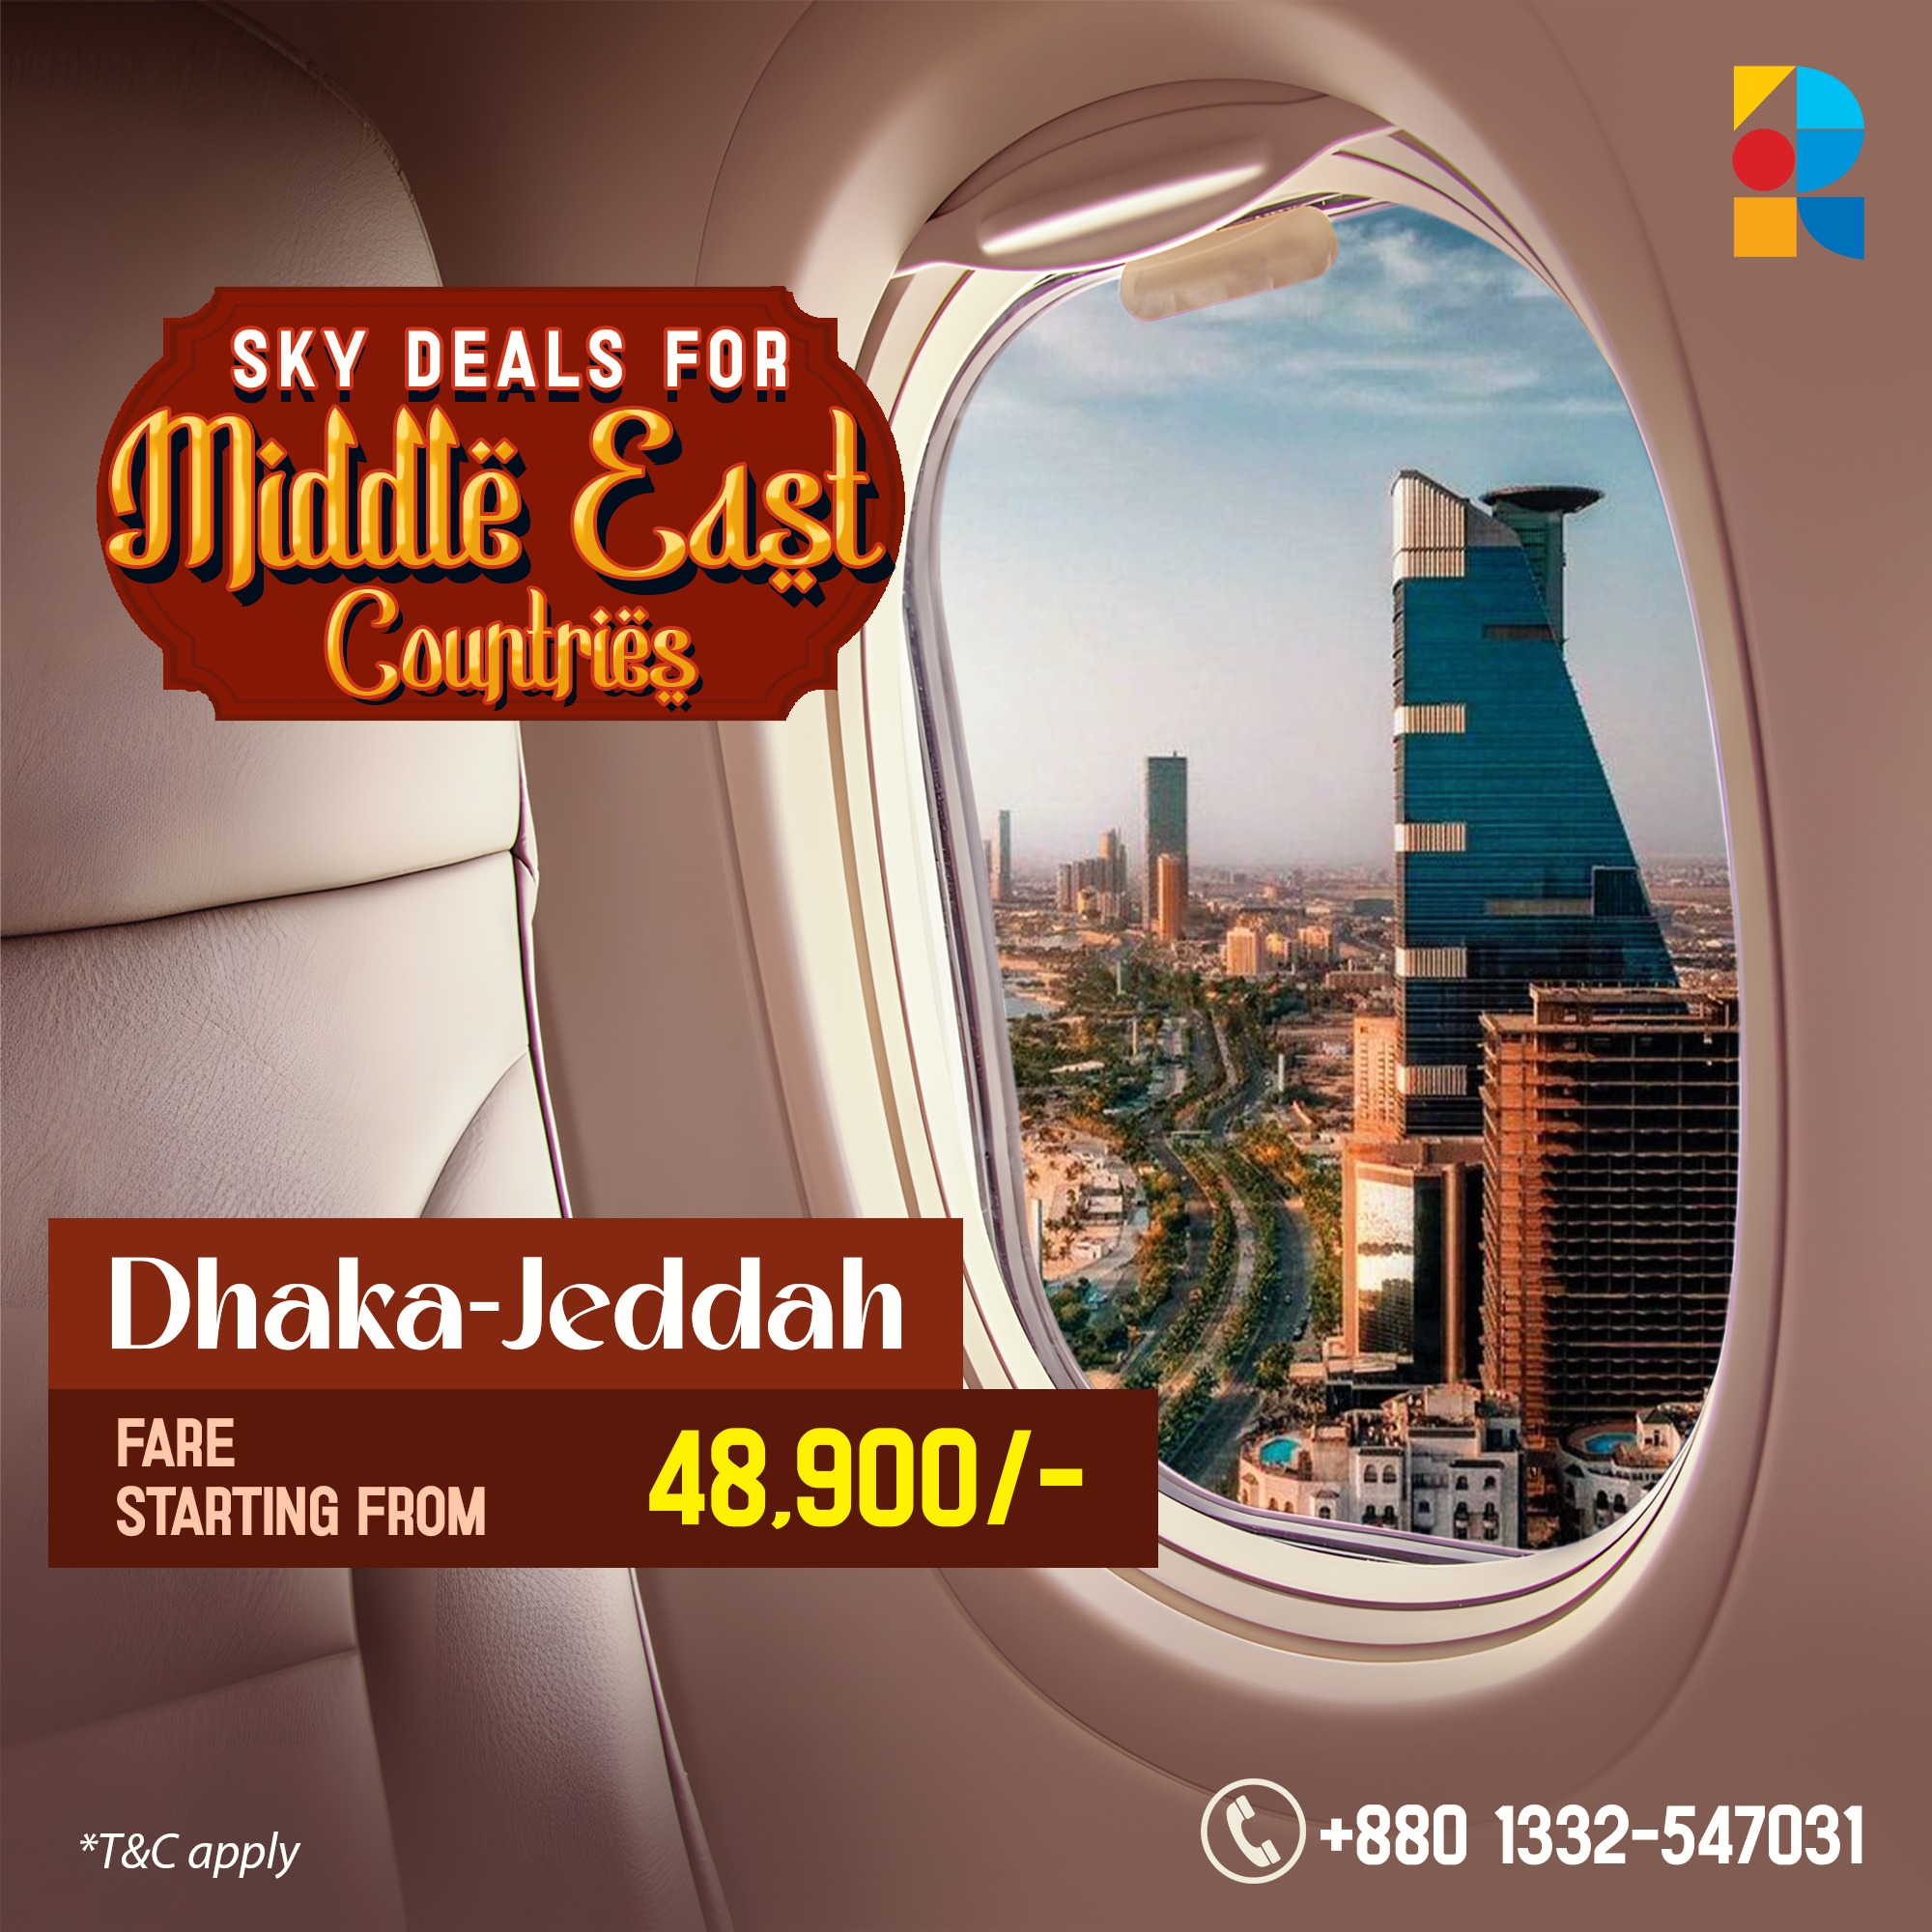 SKY DEALS FOR
Middle East
Countries
Dhaka-Jeddah
FARE
STARTING FROM
48,900/-
*T&C apply
+880 1332-547031